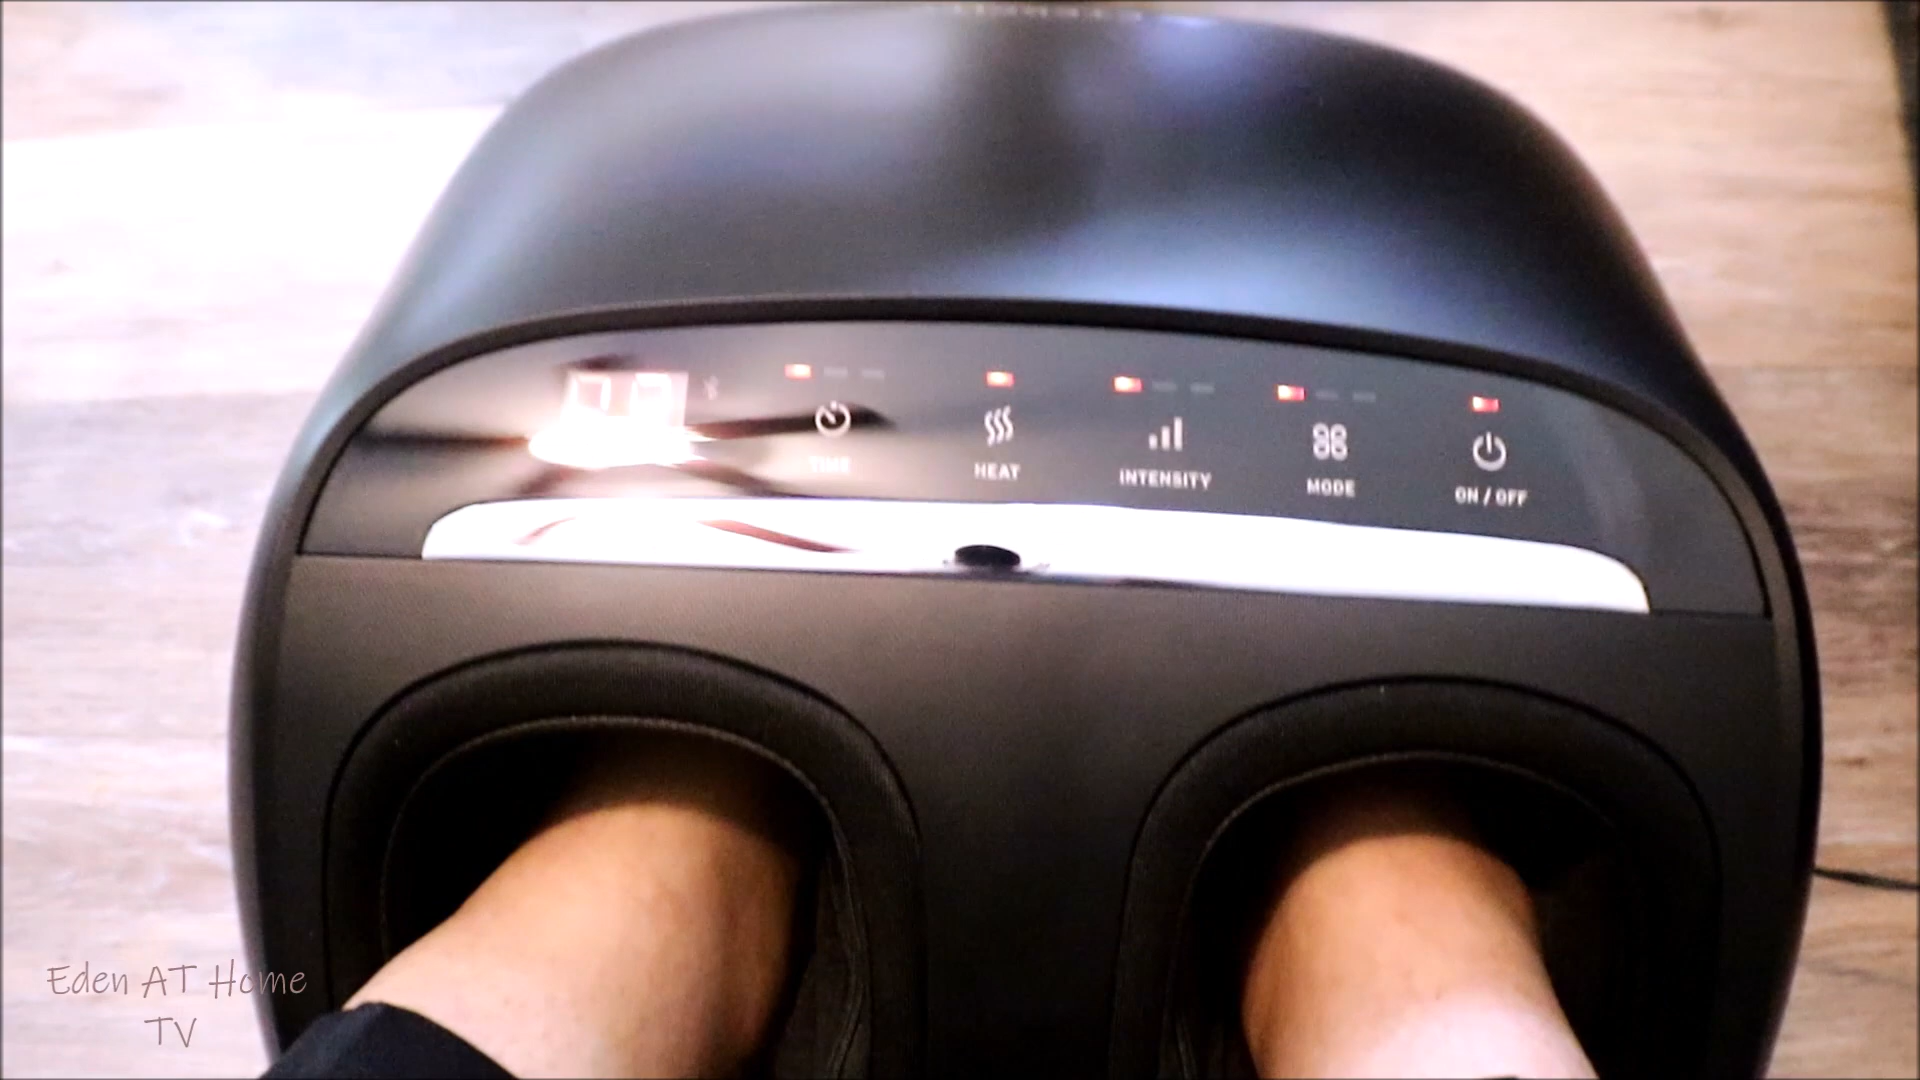 TIME
HEAT
INTENSITY
MODE
ON / OFF
Eden AT Home
TV